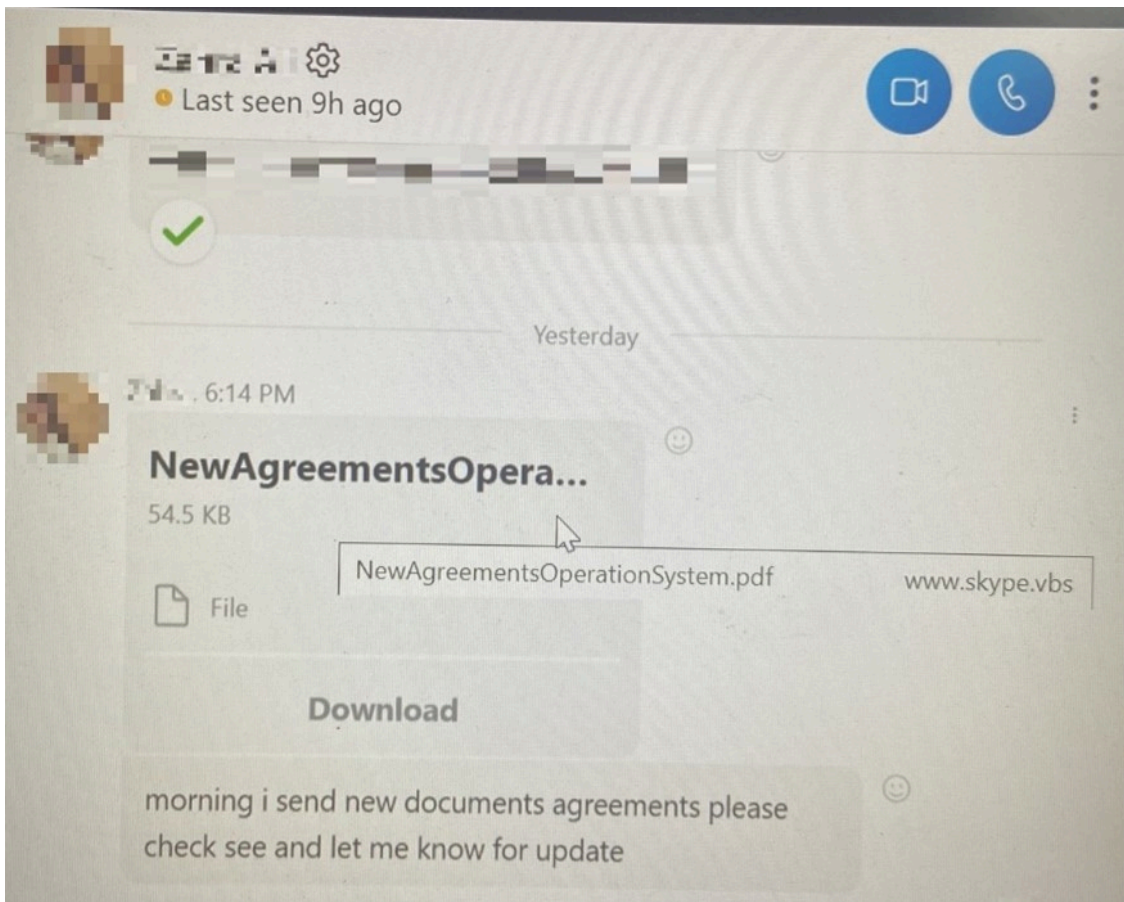 Last seen 9h ago
Yesterday
6:14 PM
NewAgreementsOpera...
54.5 KB
NewAgreementsOperationSystem.pdf www.skype.vbs
File
Download
morning i send new documents agreements please
check see and let me know for update